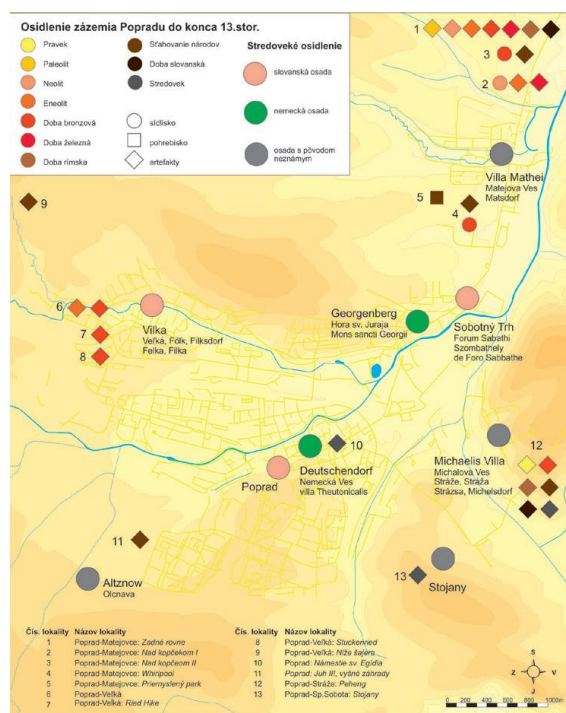 Osídlenie zázemia Popradu do konca 13.stor.
Pravek
Paleolit
Neolit
Eneolit
Doba bronzová
Doba železná
Doba rímska
Sťahovanie národov
Doba slovanská
Stredovek
sídlisko
pohrebisko
artefakty
Stredoveké osídlenie
slovanská osada
nemecká osada
osada s pôvodom
neznámym
1
3
2
Villa Mathei
Matejova Ves
Matsdorf
5
4
9
6
7
8
Vilka
Veľká, Fölk, Filksdorf
Felka, Filka
Georgenberg
Hora sv. Juraja
Mons sancti Georgii
Sobotný Trh
Forum Sabathi
Szombathely
de Foro Sabbathe
10
Deutschendorf
Nemecká Ves
villa Theutonicalis
Poprad
Michaelis Villa
Michalova Ves
Stráže, Stráža
Strázsa, Michelsdorf
12
11
Altznow
Olcnava
13
Stojany
Čís. lokality Názov lokality
1 Poprad-Matejovce: Zadné rovne
2 Poprad-Matejovce: Nad kopčekom I
3 Poprad-Matejovce: Nad kopčekom II
4 Poprad-Matejovce: Whirlpool
5 Poprad-Matejovce: Priemyslený park
6 Poprad-Veľká
7 Poprad-Veľká: Ried Hike
Čís. lokality Názov lokality
8 Poprad-Veľká: Stuckenned
9 Poprad-Veľká: Niže šajera
10 Poprad: Námestie sv. Egídia
11 Poprad: Juh III, vyšné záhrady
12 Poprad-Stráže: Peheng
13 Poprad-Sp.Sobota: Stojany
S
Z V
J
0 200 400 600 800 1000m